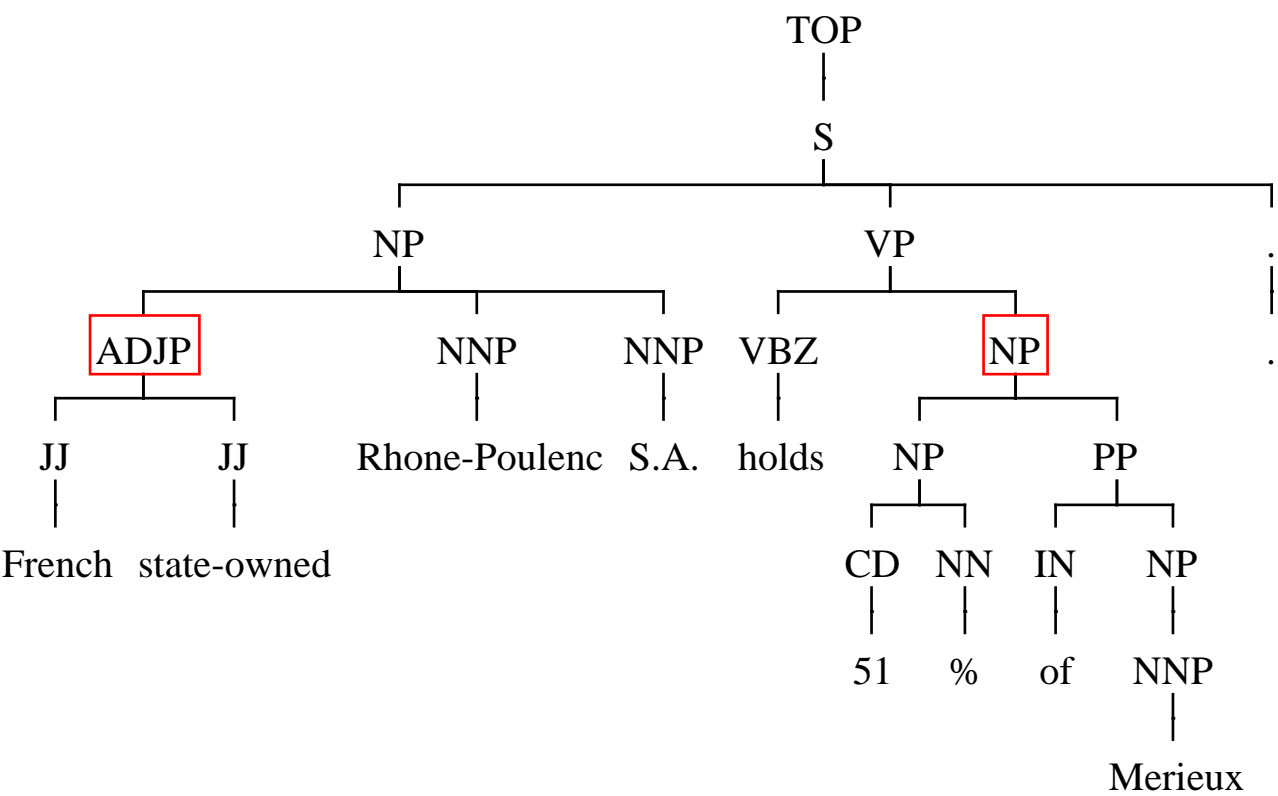 TOP
S
NP VP .
ADJP NNP NNP VBZ NP .
JJ JJ Rhone-Poulenc S.A. holds NP PP
French state-owned CD NN IN NP
51 % of NNP
Merieux